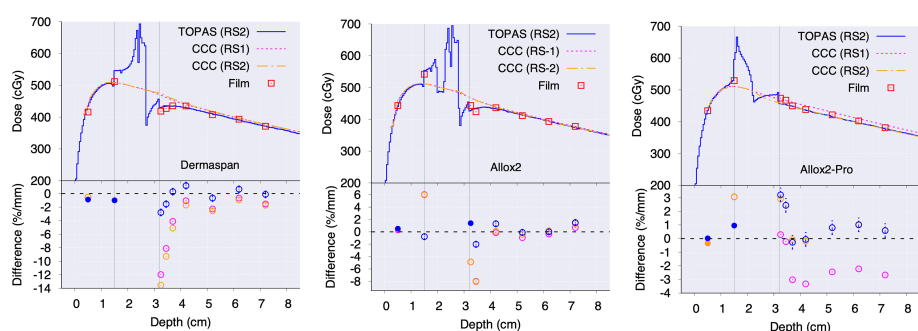 700
600
500
400
300
200
Dose (cGy)
TOPAS (RS2)
CCC (RS1)
CCC (RS2)
Film
Dermaspan
0
-2
-4
-6
-8
-10
-12
-14
Difference (%/mm)
0 1 2 3 4 5 6 7 8
Depth (cm)
700
600
500
400
300
200
Dose (cGy)
TOPAS (RS2)
CCC (RS-1)
CCC (RS-2)
Film
Allox2
8
6
4
2
0
-2
-4
-6
-8
Difference (%/mm)
0 1 2 3 4 5 6 7 8
Depth (cm)
700
600
500
400
300
200
Dose (cGy)
TOPAS (RS2)
CCC (RS1)
CCC (RS2)
Film
Allox2-Pro
3
2
1
0
-1
-2
-3
-4
Difference (%/mm)
0 1 2 3 4 5 6 7 8
Depth (cm)